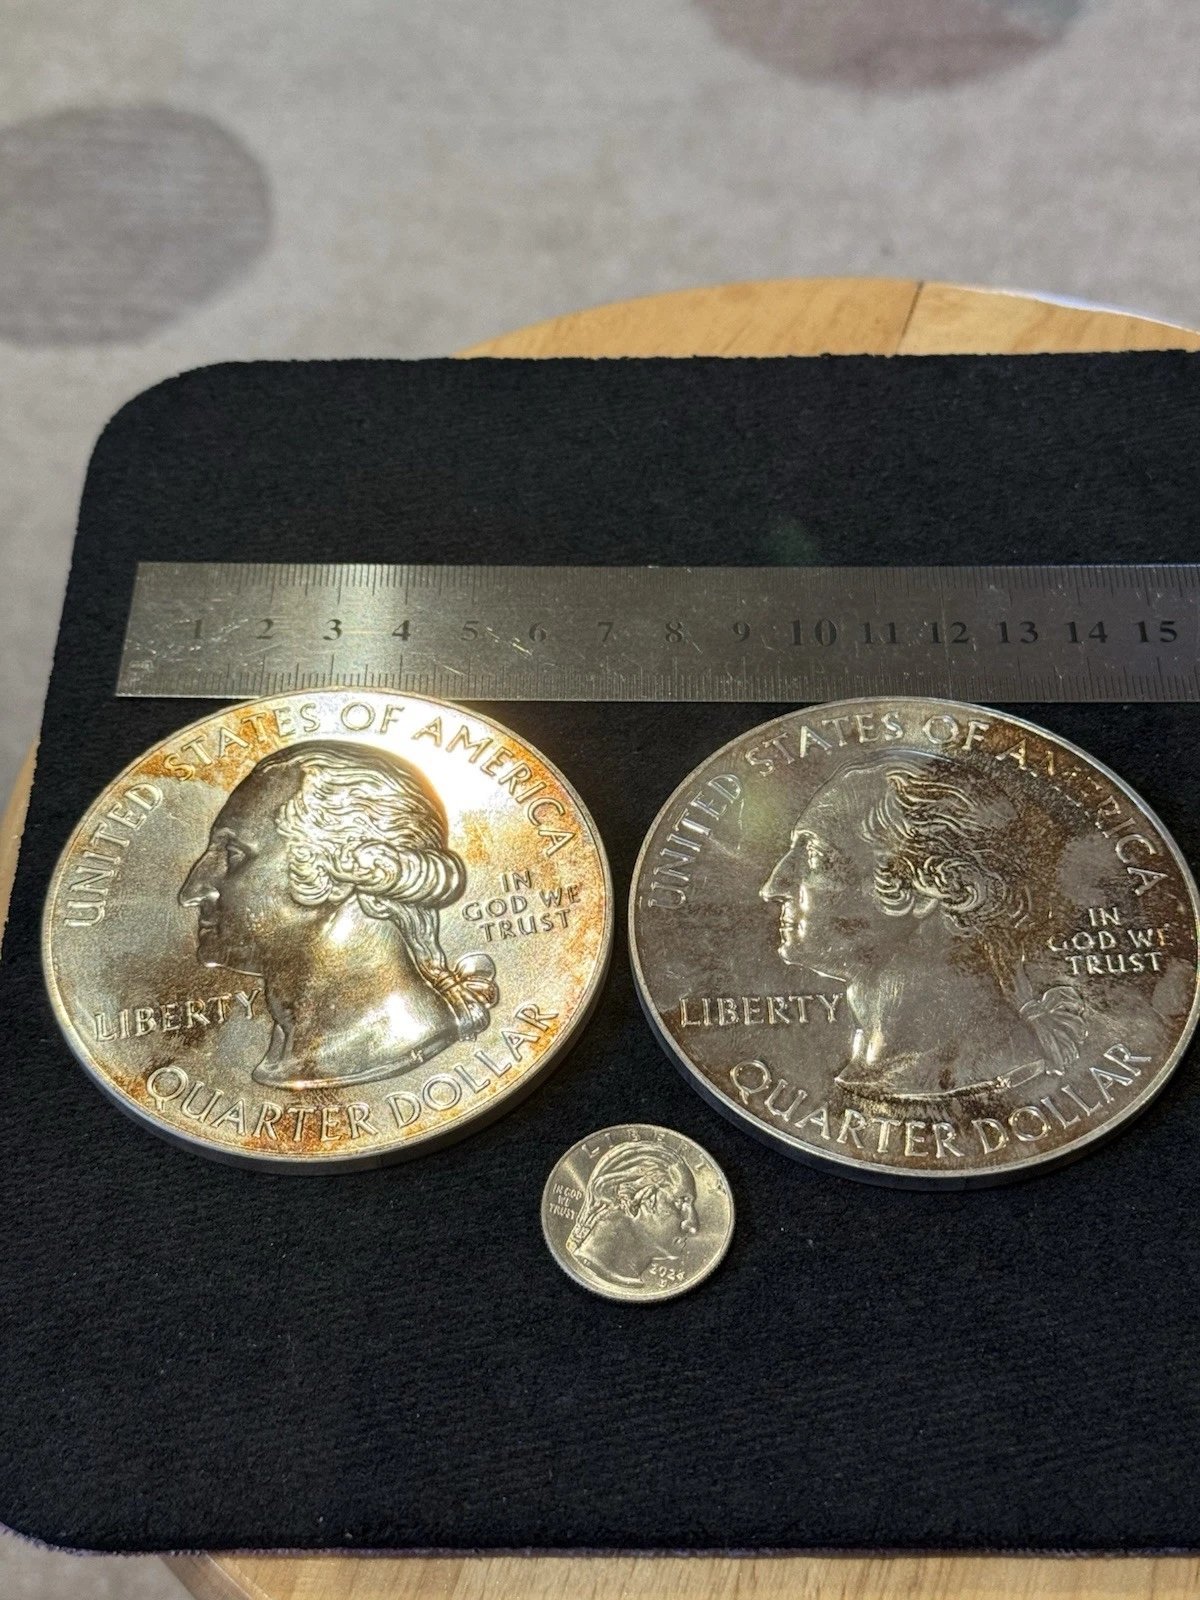 1 2 3 4 5 6 7 8 9 10 11 12 13 14 15
UNITED STATES OF AMERICA
IN
GOD WE
TRUST
LIBERTY
QUARTER DOLLAR
UNITED STATES OF AMERICA
IN
GOD WE
TRUST
LIBERTY
QUARTER DOLLAR
LIBERTY
IN GOD
WE
TRUST
2024